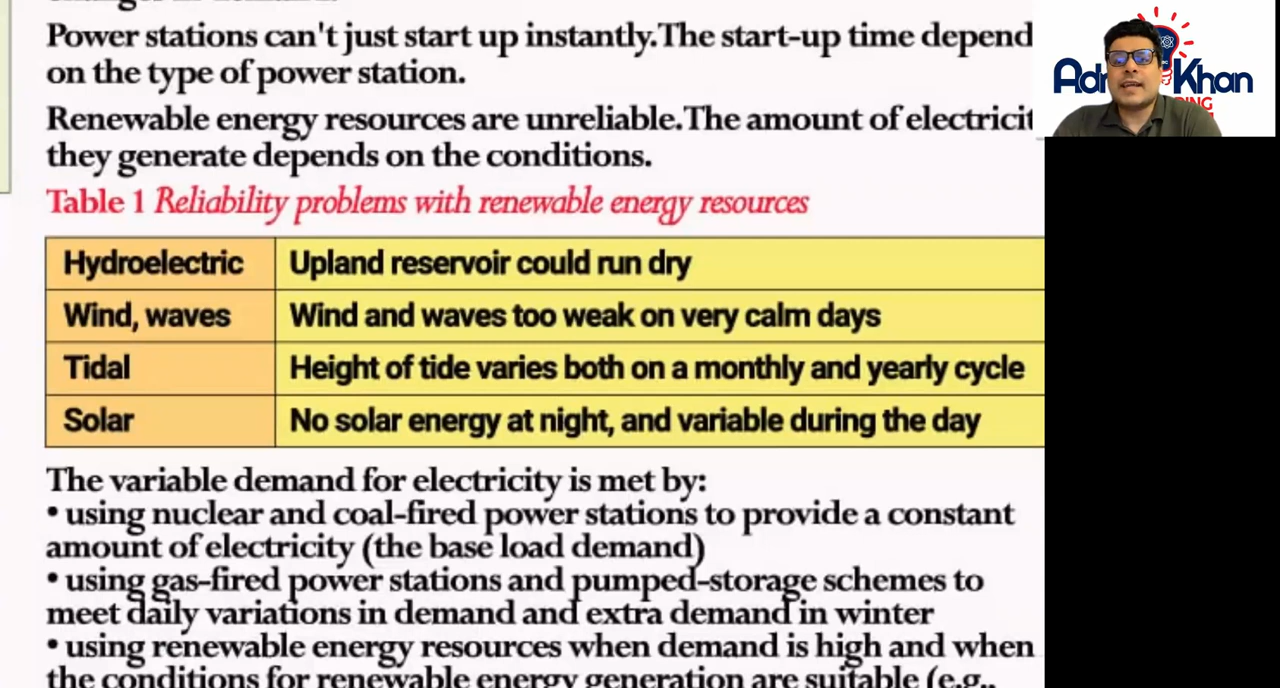 Power stations can't just start up instantly.The start-up time depend
on the type of power station.
Renewable energy resources are unreliable.The amount of electricit
they generate depends on the conditions.
Table 1 Reliability problems with renewable energy resources
Hydroelectric Upland reservoir could run dry
Wind, waves Wind and waves too weak on very calm days
Tidal Height of tide varies both on a monthly and yearly cycle
Solar No solar energy at night, and variable during the day
The variable demand for electricity is met by:
• using nuclear and coal-fired power stations to provide a constant
amount of electricity (the base load demand)
• using gas-fired power stations and pumped-storage schemes to
meet daily variations in demand and extra demand in winter
• using renewable energy resources when demand is high and when
the conditions for renewable energy generation are suitable (e.g.,
Khan